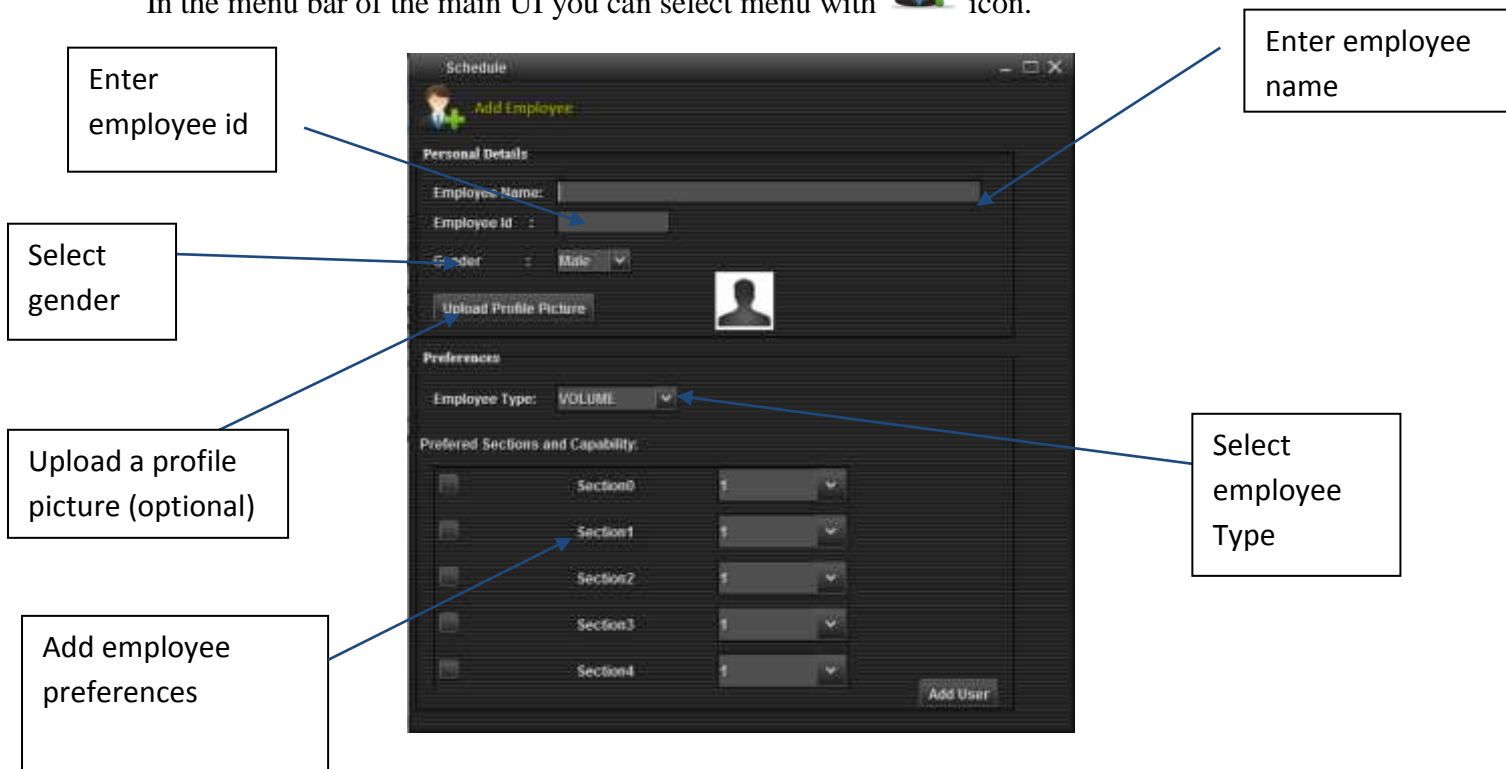 In the menu bar of the main UI you can select menu with icon.
Enter
employee id
Enter employee
name
Select
gender
Upload a profile
picture (optional)
Add employee
preferences
Select
employee
Type
Schedule
Add Employee
Personal Details
Employee Name:
Employee Id :
Gender : Male
Upload Profile Picture
Preferences
Employee Type: VOLUME
Prefered Sections and Capability:
Section0 1
Section1 1
Section2 1
Section3 1
Section4 1
Add User